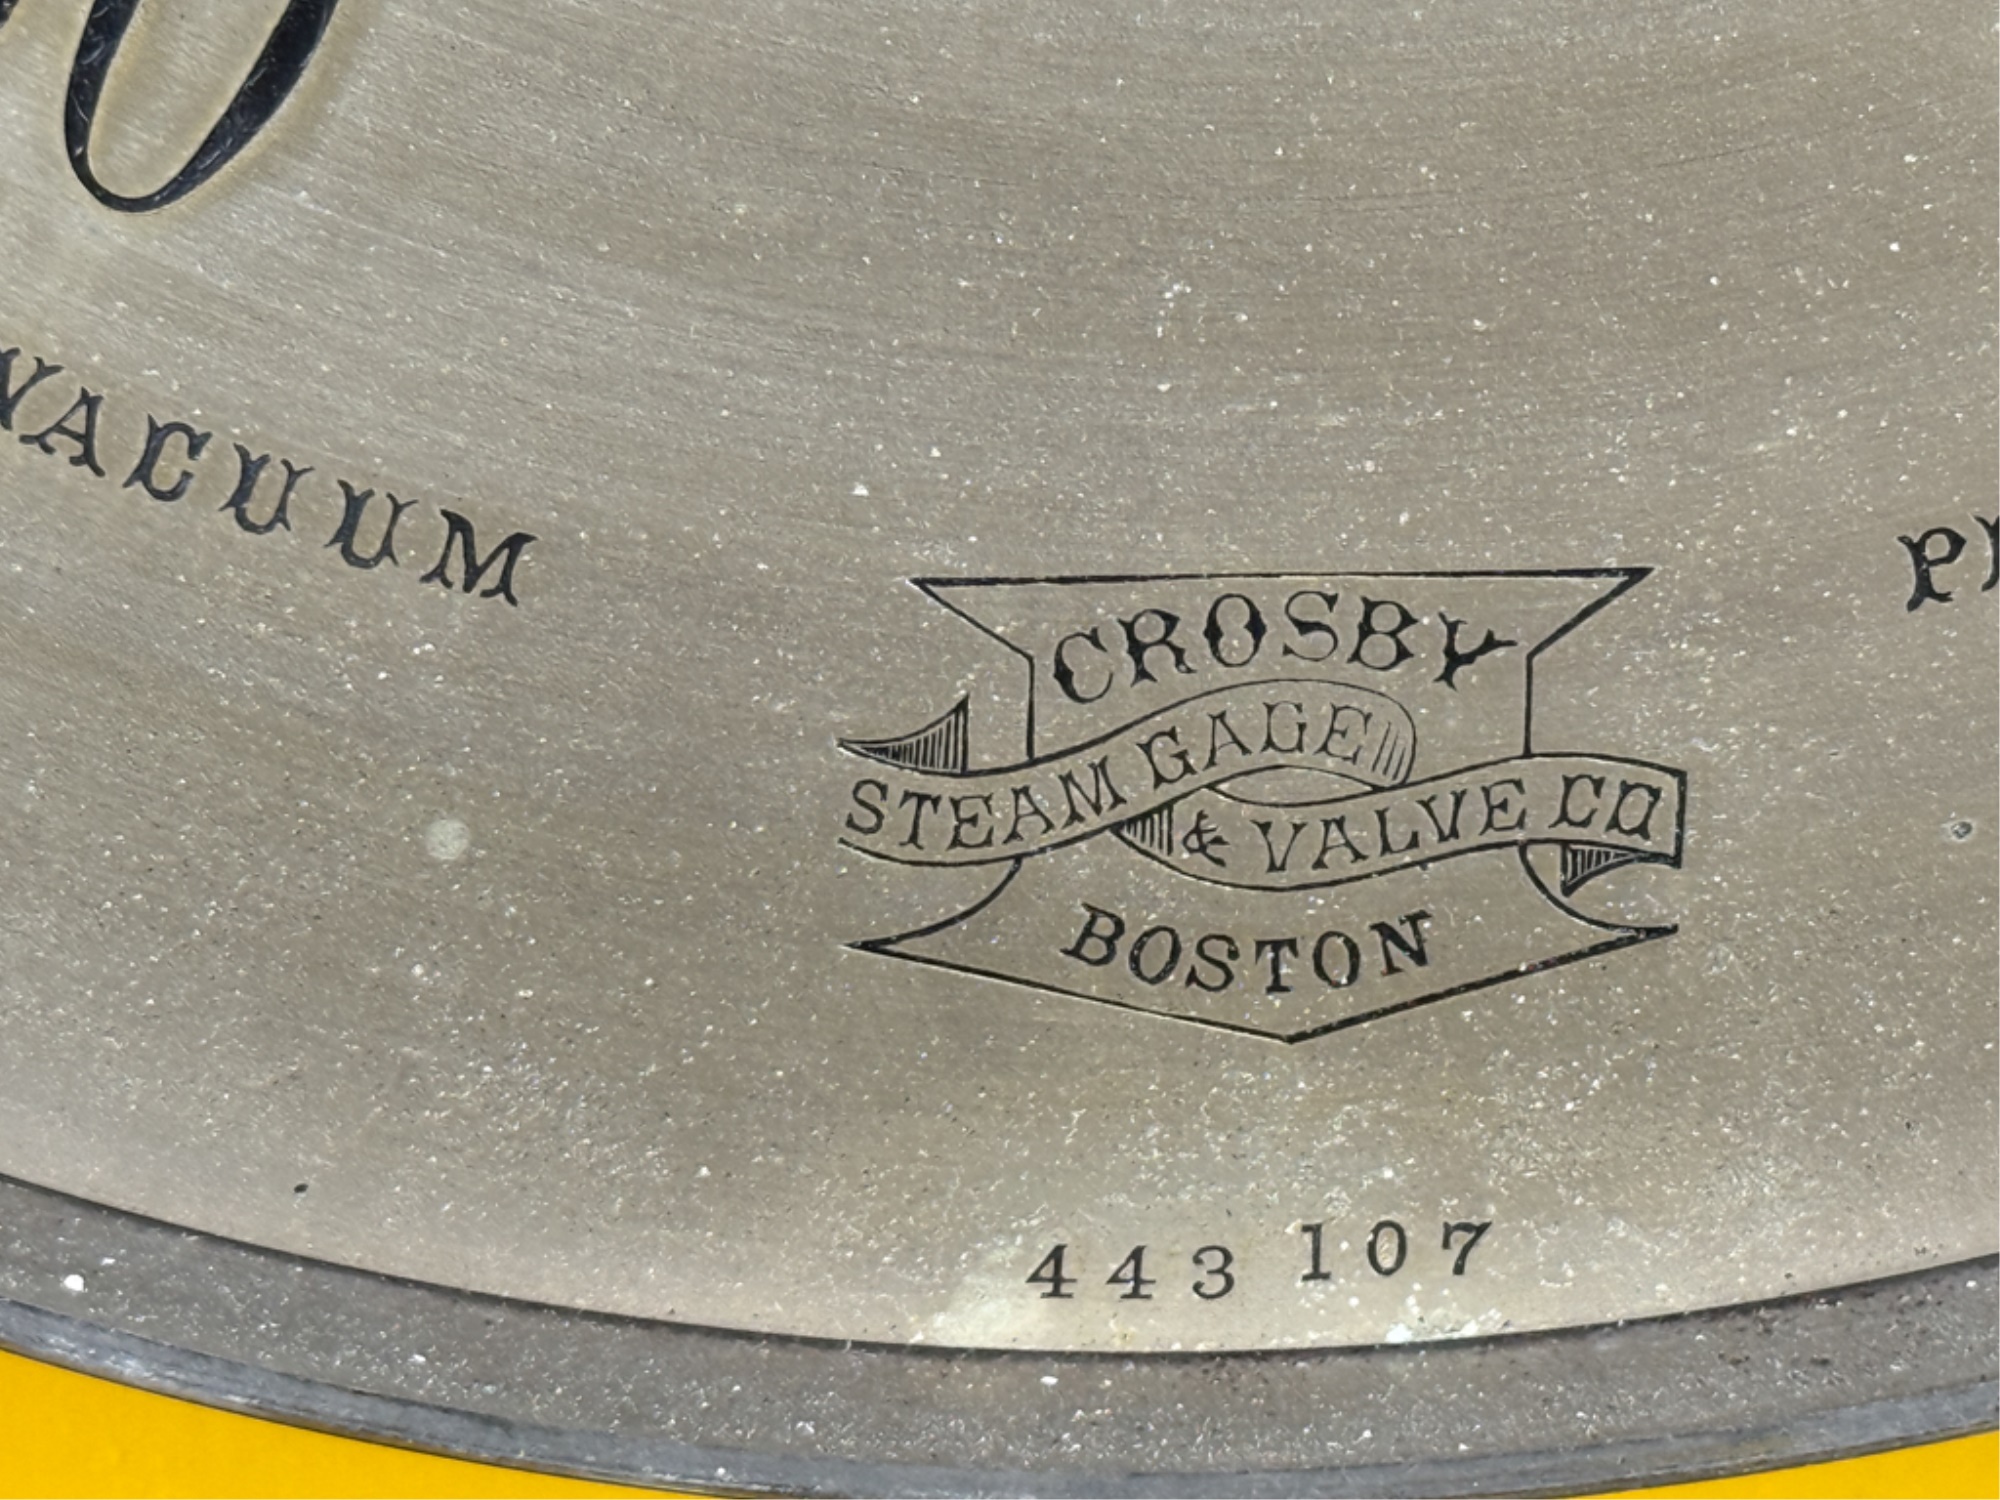 VACUUM
CROSBY
STEAM GAGE
& VALVE CO
BOSTON
443 107